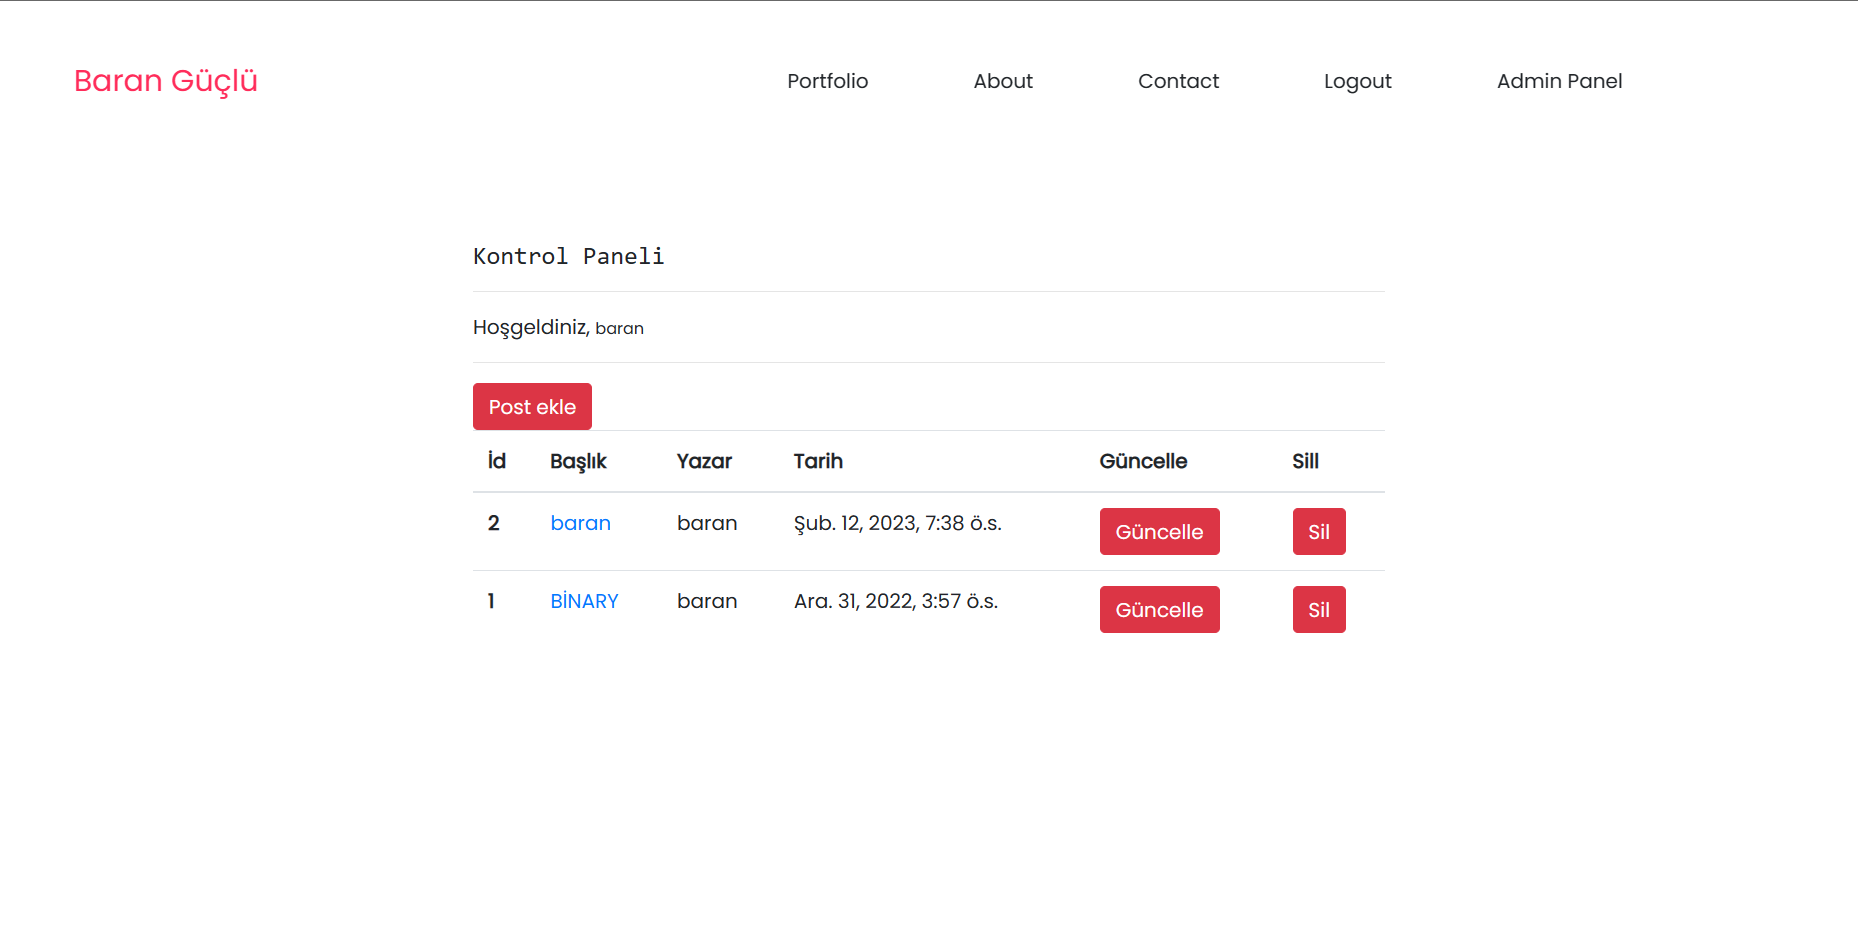 Baran Güçlü Portfolio About Contact Logout Admin Panel
Kontrol Paneli
Hoşgeldiniz, baran
Post ekle
İd Başlık Yazar Tarih Güncelle Sill
2 baran baran Şub. 12, 2023, 7:38 ö.s. Güncelle Sil
1 BİNARY baran Ara. 31, 2022, 3:57 ö.s. Güncelle Sil